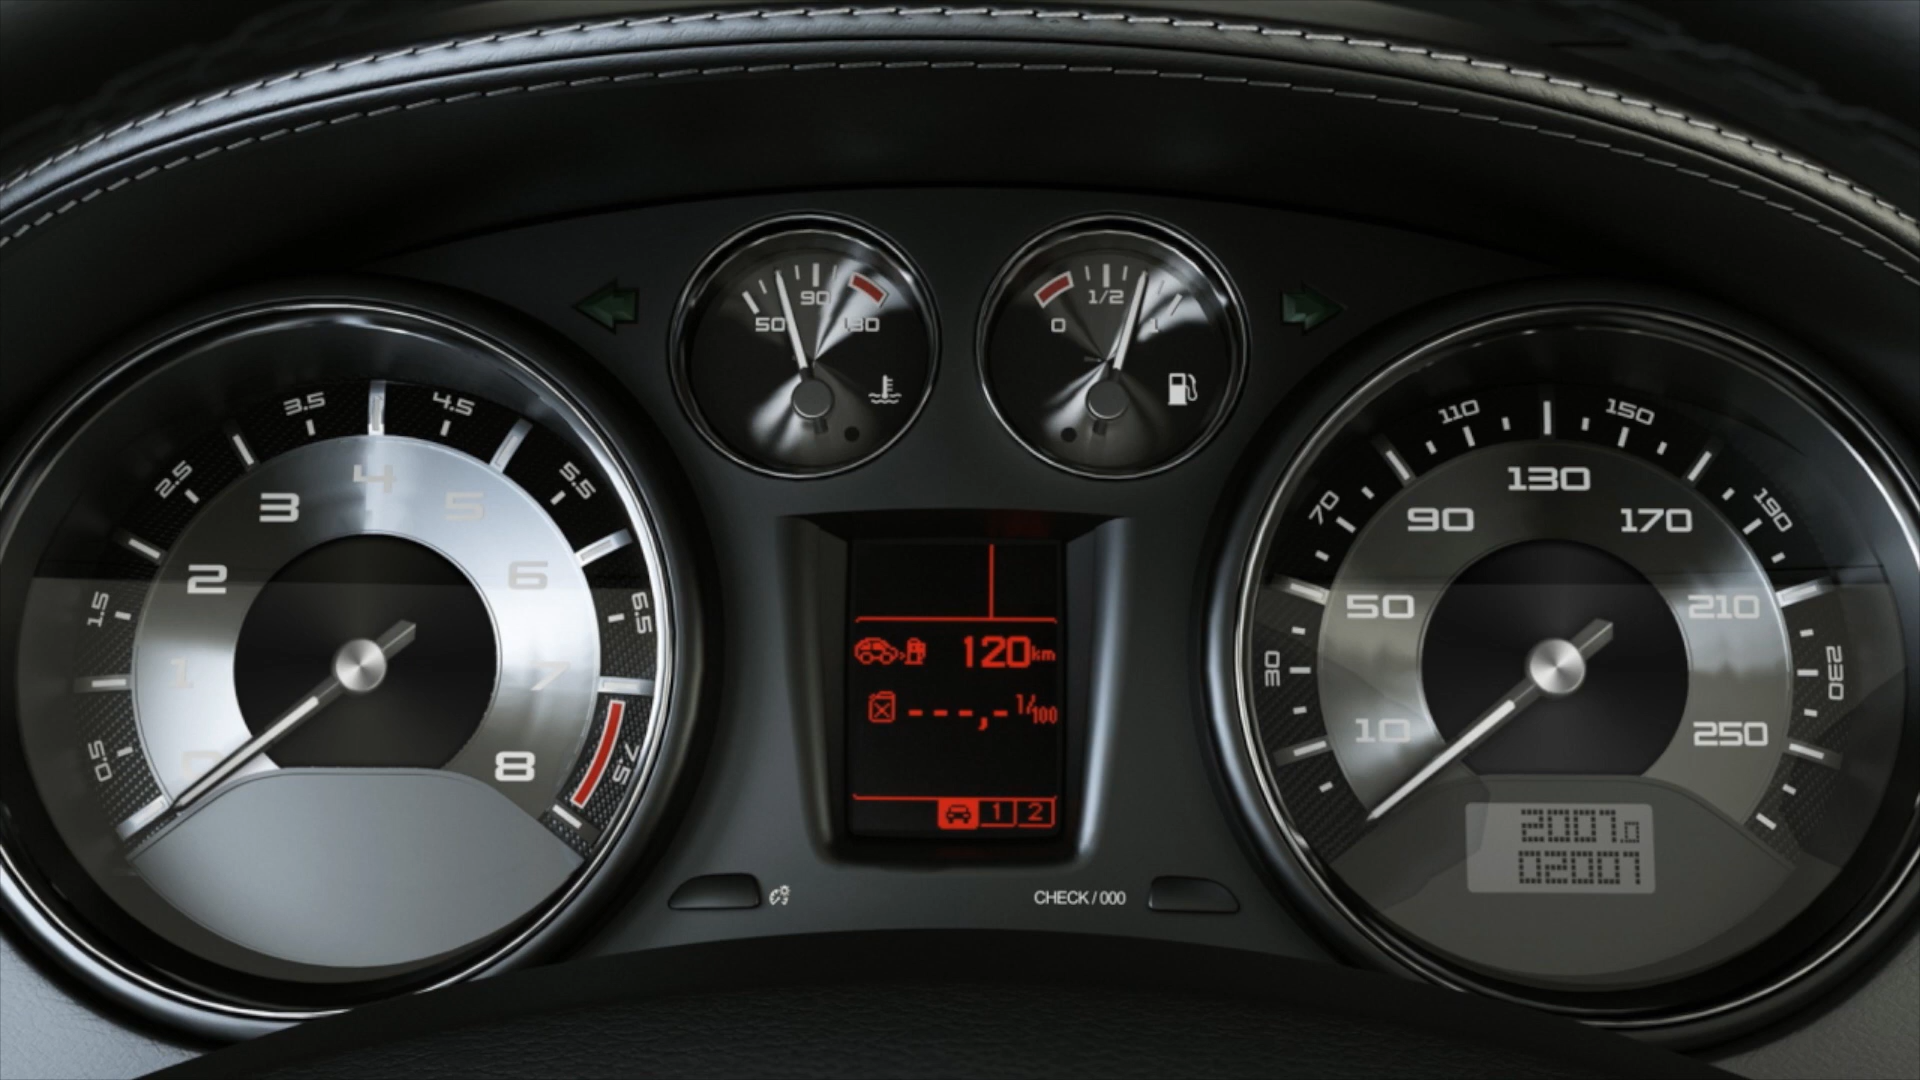 50 90 130
0 1/2 1
0 0.5 1 1.5 2 2.5 3 3.5 4 4.5 5 5.5 6 6.5 7 7.5 8
120km
---,- 1/100
1 2
CHECK/000
10 30 50 70 90 110 130 150 170 190 210 230 250
2007.0
02007